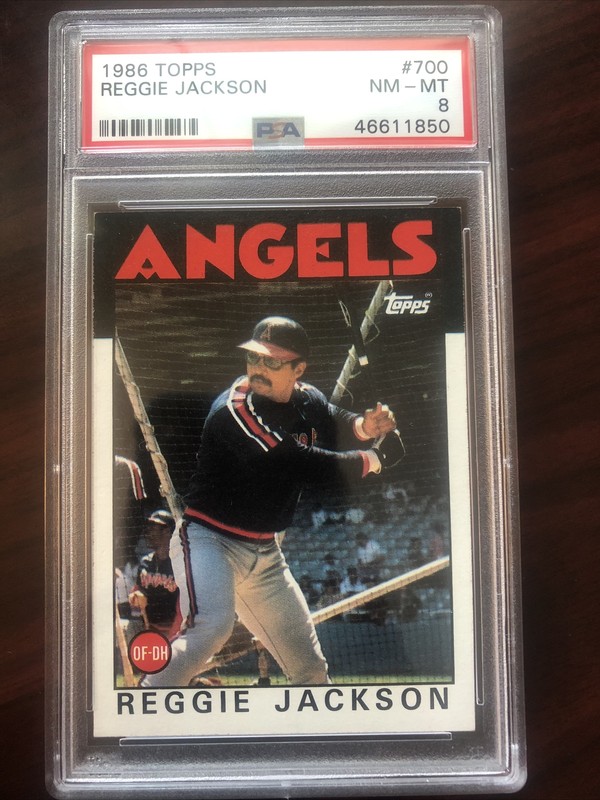 1986 TOPPS #700
REGGIE JACKSON NM - MT
8
PSA 46611850
ANGELS
topps
OF-DH
REGGIE JACKSON